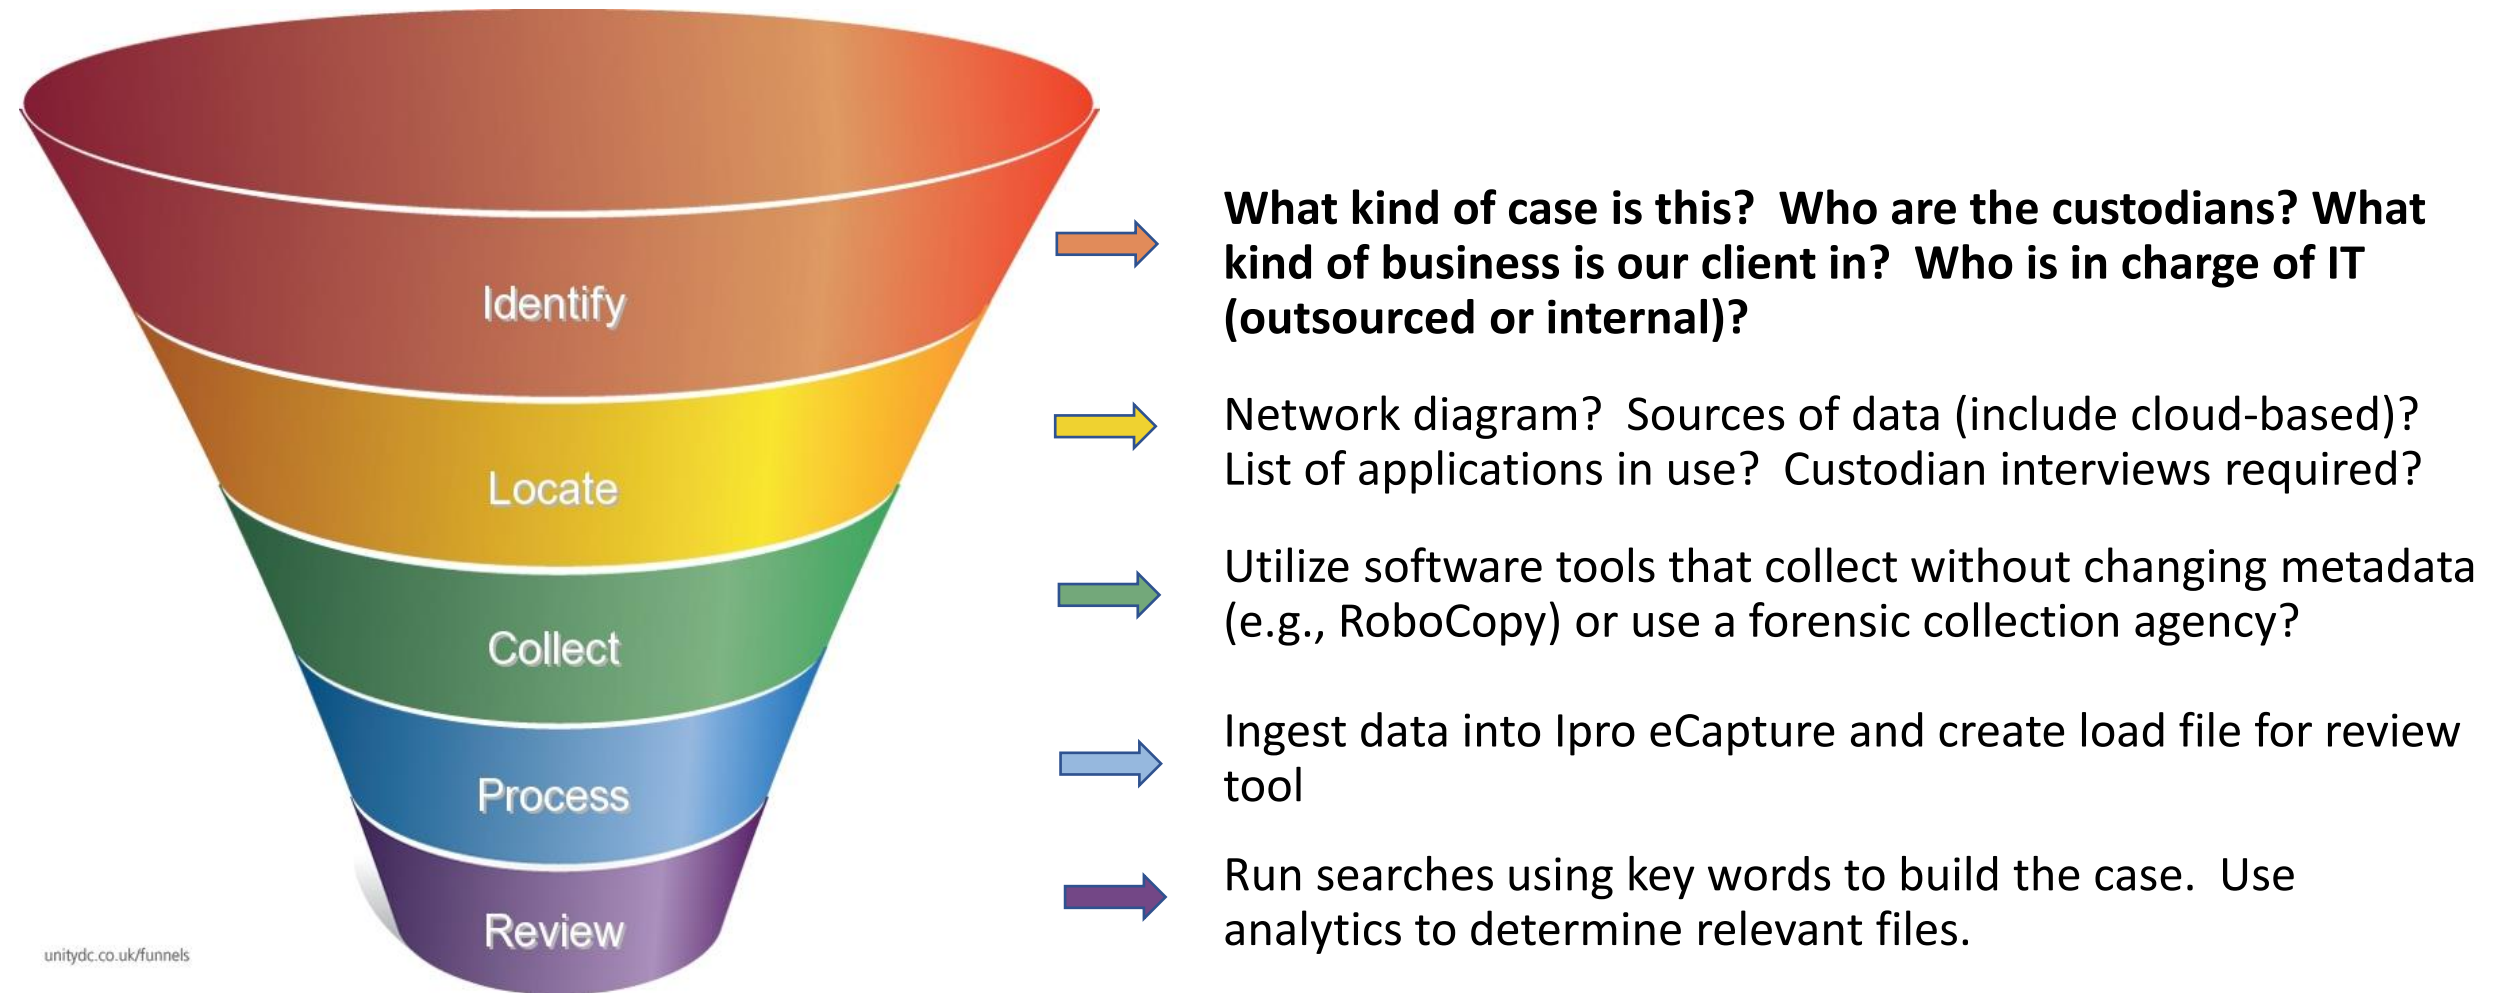 Identify
What kind of case is this?  Who are the custodians? What
kind of business is our client in?  Who is in charge of IT
(outsourced or internal)?
Locate
Network diagram?  Sources of data (include cloud-based)?
List of applications in use?  Custodian interviews required?
Collect
Utilize software tools that collect without changing metadata
(e.g., RoboCopy) or use a forensic collection agency?
Process
Ingest data into Ipro eCapture and create load file for review
tool
Review
Run searches using key words to build the case.  Use
analytics to determine relevant files.
unitydc.co.uk/funnels